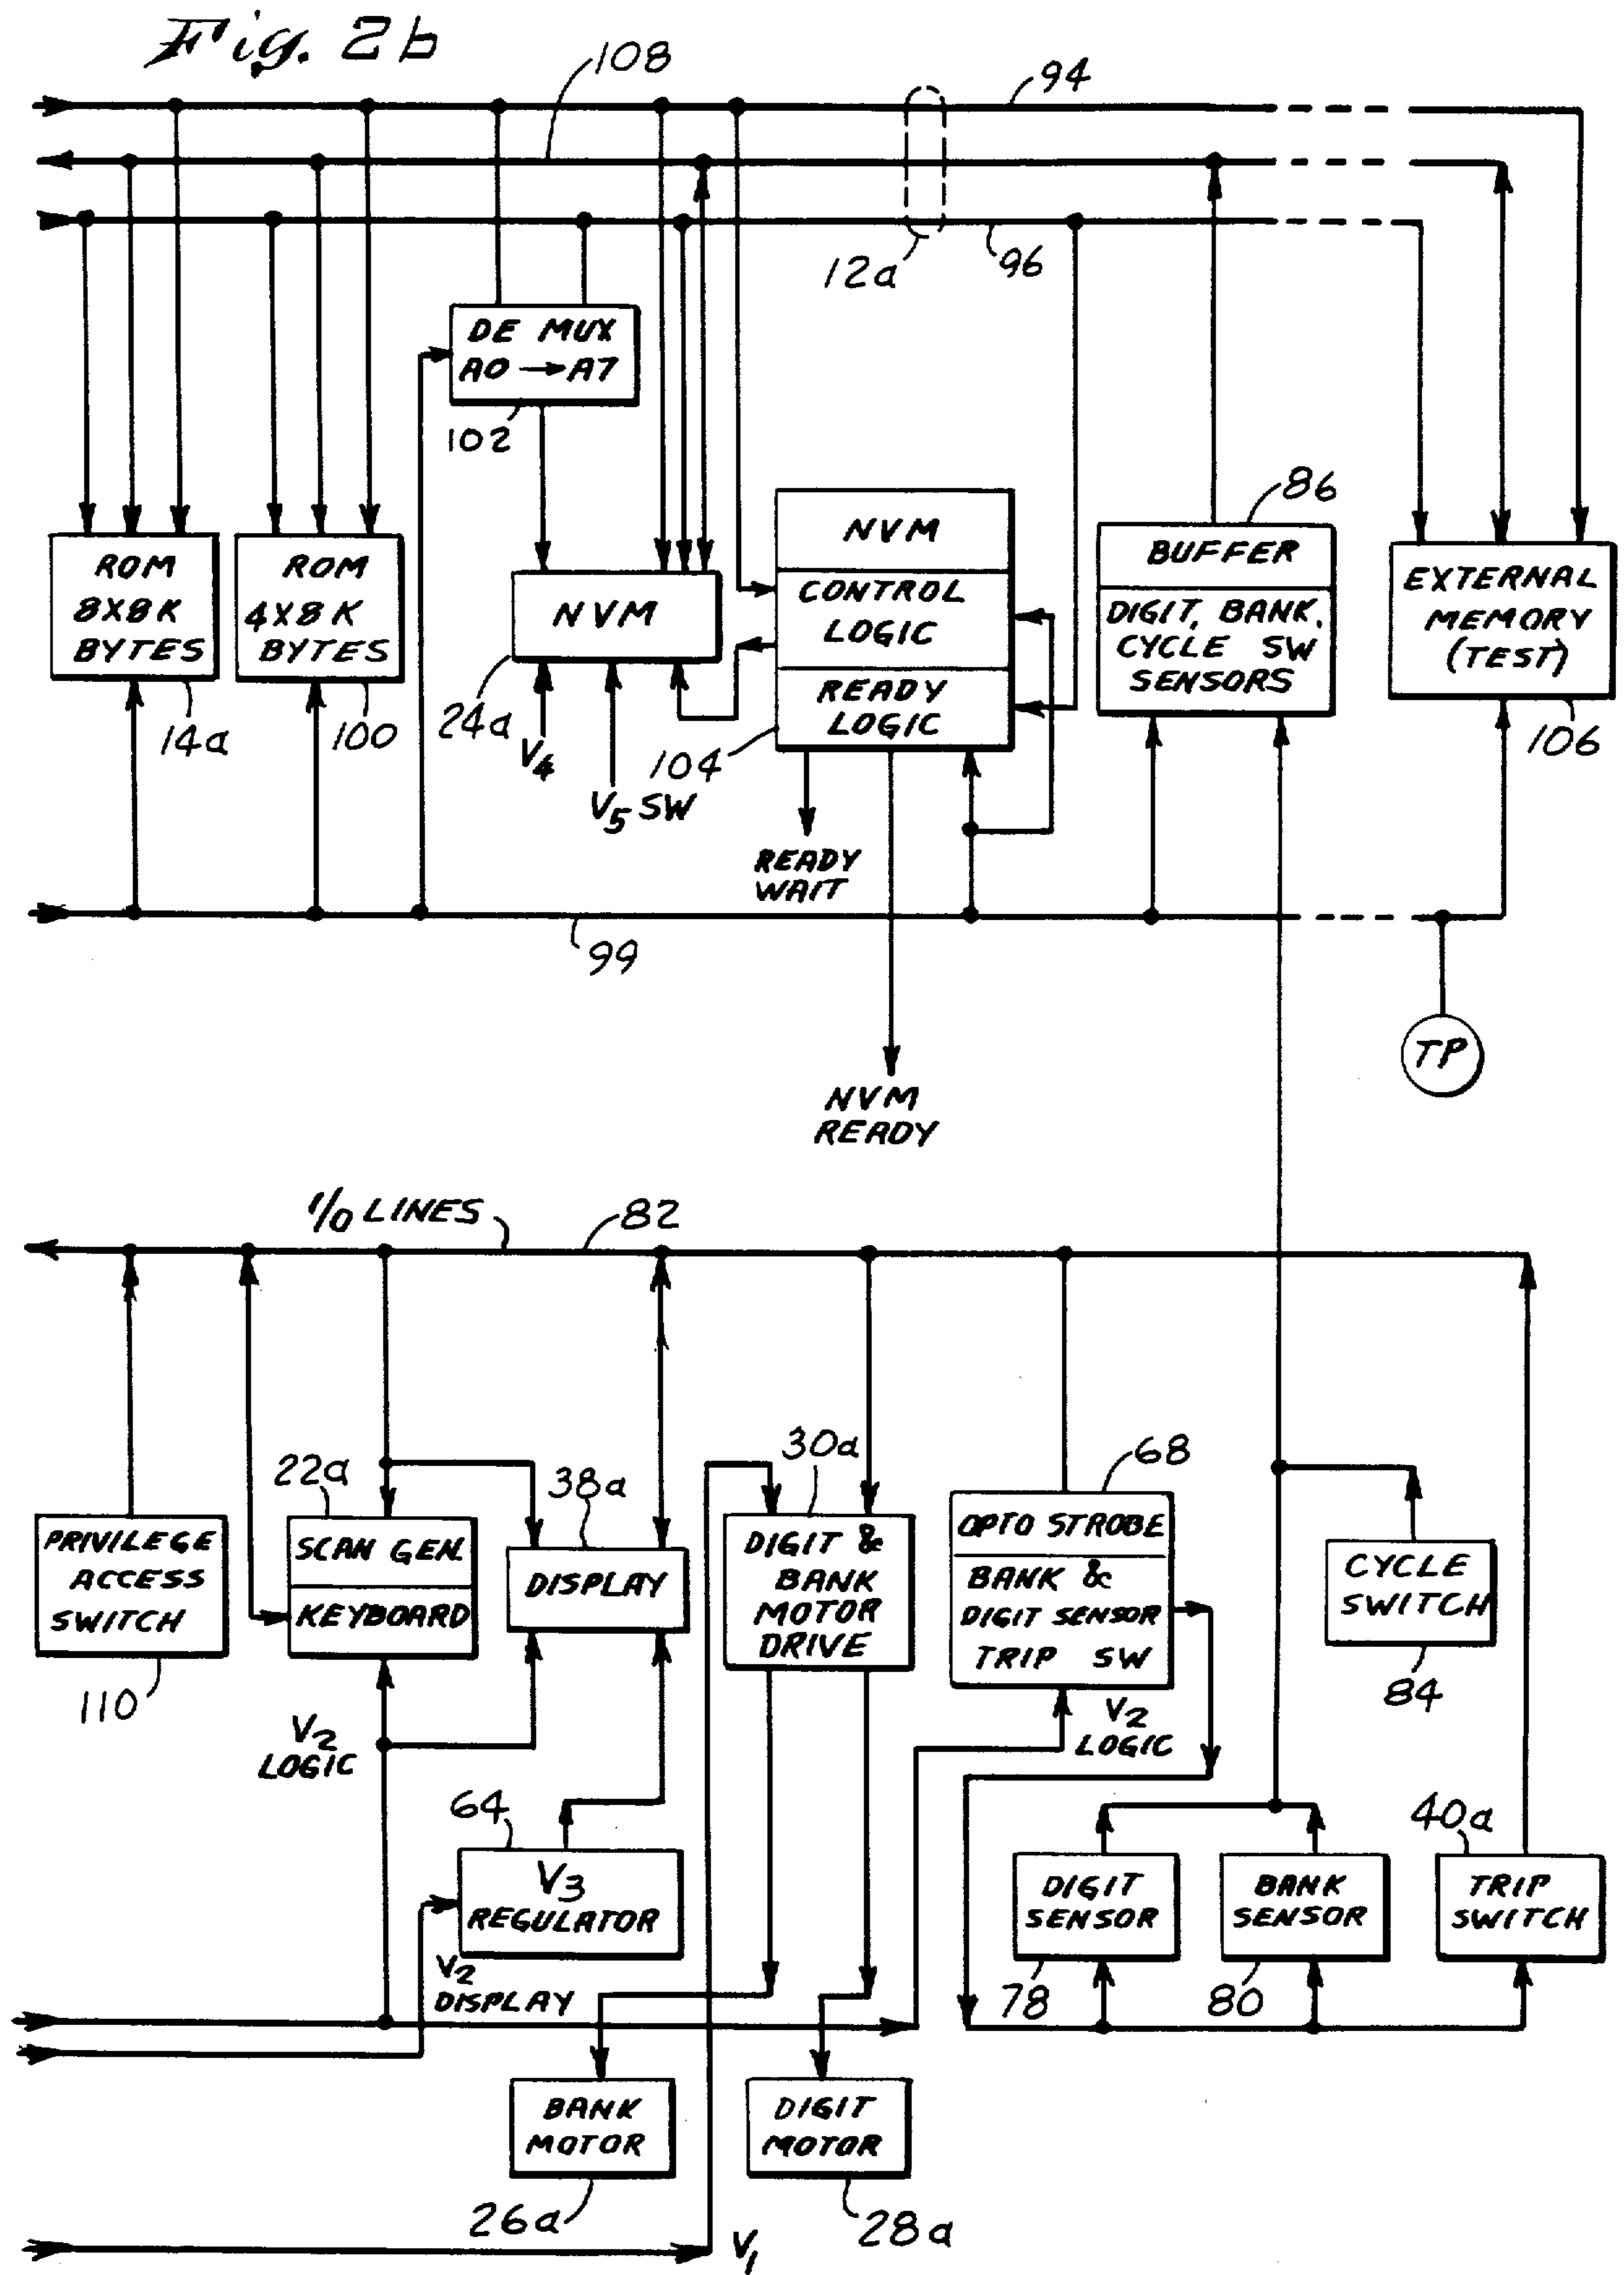 Fig. 2b
108
94
12a
96
DE MUX
A0 → A7
102
86
ROM
8X8K
BYTES
14a
ROM
4X8K
BYTES
100
NVM
24a
V4
V5 SW
NVM
CONTROL
LOGIC
READY
LOGIC
104
BUFFER
DIGIT, BANK,
CYCLE SW
SENSORS
EXTERNAL
MEMORY
(TEST)
106
READY
WAIT
99
TP
NVM
READY
I/O LINES
82
22a
38a
30a
68
PRIVILEGE
ACCESS
SWITCH
110
SCAN GEN.
KEYBOARD
DISPLAY
DIGIT &
BANK
MOTOR
DRIVE
OPTO STROBE
BANK &
DIGIT SENSOR
TRIP SW
CYCLE
SWITCH
84
V2
LOGIC
V2
LOGIC
64
V3
REGULATOR
40a
DIGIT
SENSOR
78
BANK
SENSOR
80
TRIP
SWITCH
V2
DISPLAY
BANK
MOTOR
26a
DIGIT
MOTOR
28a
V1